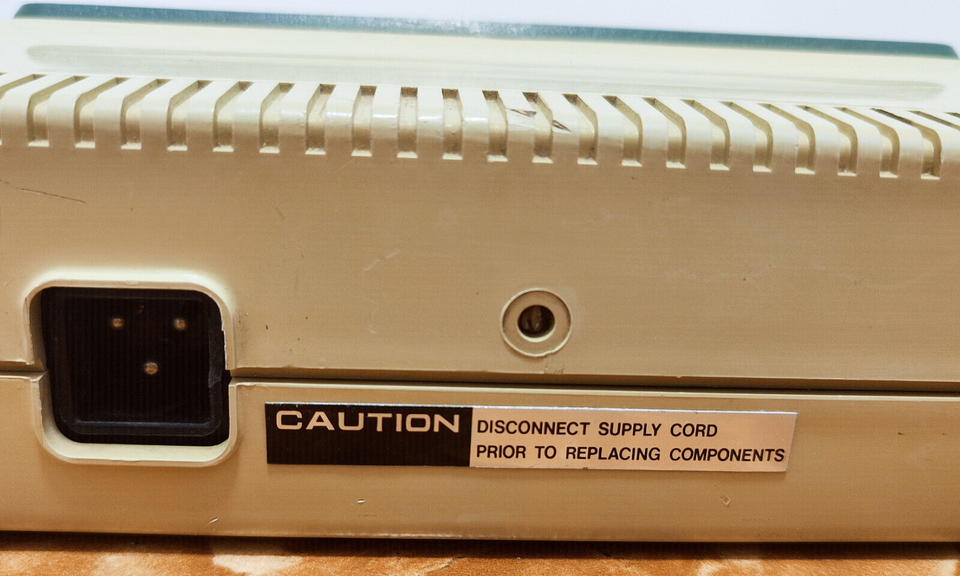 CAUTION
DISCONNECT SUPPLY CORD
PRIOR TO REPLACING COMPONENTS